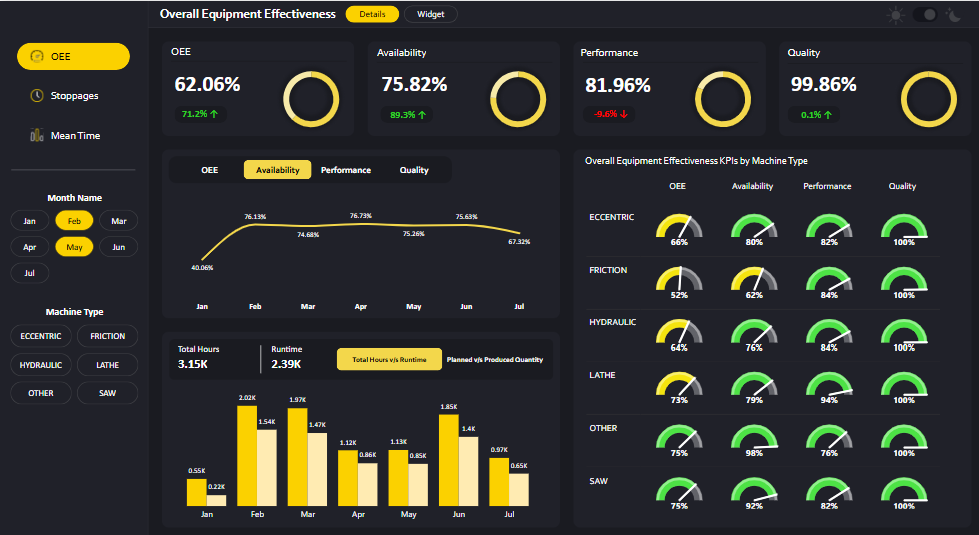 Overall Equipment Effectiveness Details Widget
OEE
Stoppages
Mean Time
Month Name
Jan Feb Mar
Apr May Jun
Jul
Machine Type
ECCENTRIC FRICTION
HYDRAULIC LATHE
OTHER SAW
OEE
62.06%
71.2% ↑
Availability
75.82%
89.3% ↑
Performance
81.96%
-9.6% ↓
Quality
99.86%
0.1% ↑
OEE Availability Performance Quality
76.13% 76.73% 75.63%
74.68% 75.26% 67.32%
40.06%
Jan Feb Mar Apr May Jun Jul
Total Hours
3.15K
Runtime
2.39K
Total Hours v/s Runtime Planned v/s Produced Quantity
0.55K 0.22K 2.02K 1.54K 1.97K 1.47K 1.12K 0.86K 1.13K 0.85K 1.85K 1.4K 0.97K 0.65K
Jan Feb Mar Apr May Jun Jul
Overall Equipment Effectiveness KPIs by Machine Type
OEE Availability Performance Quality
ECCENTRIC
66% 80% 82% 100%
FRICTION
52% 62% 84% 100%
HYDRAULIC
64% 76% 84% 100%
LATHE
73% 79% 94% 100%
OTHER
75% 98% 76% 100%
SAW
75% 92% 82% 100%